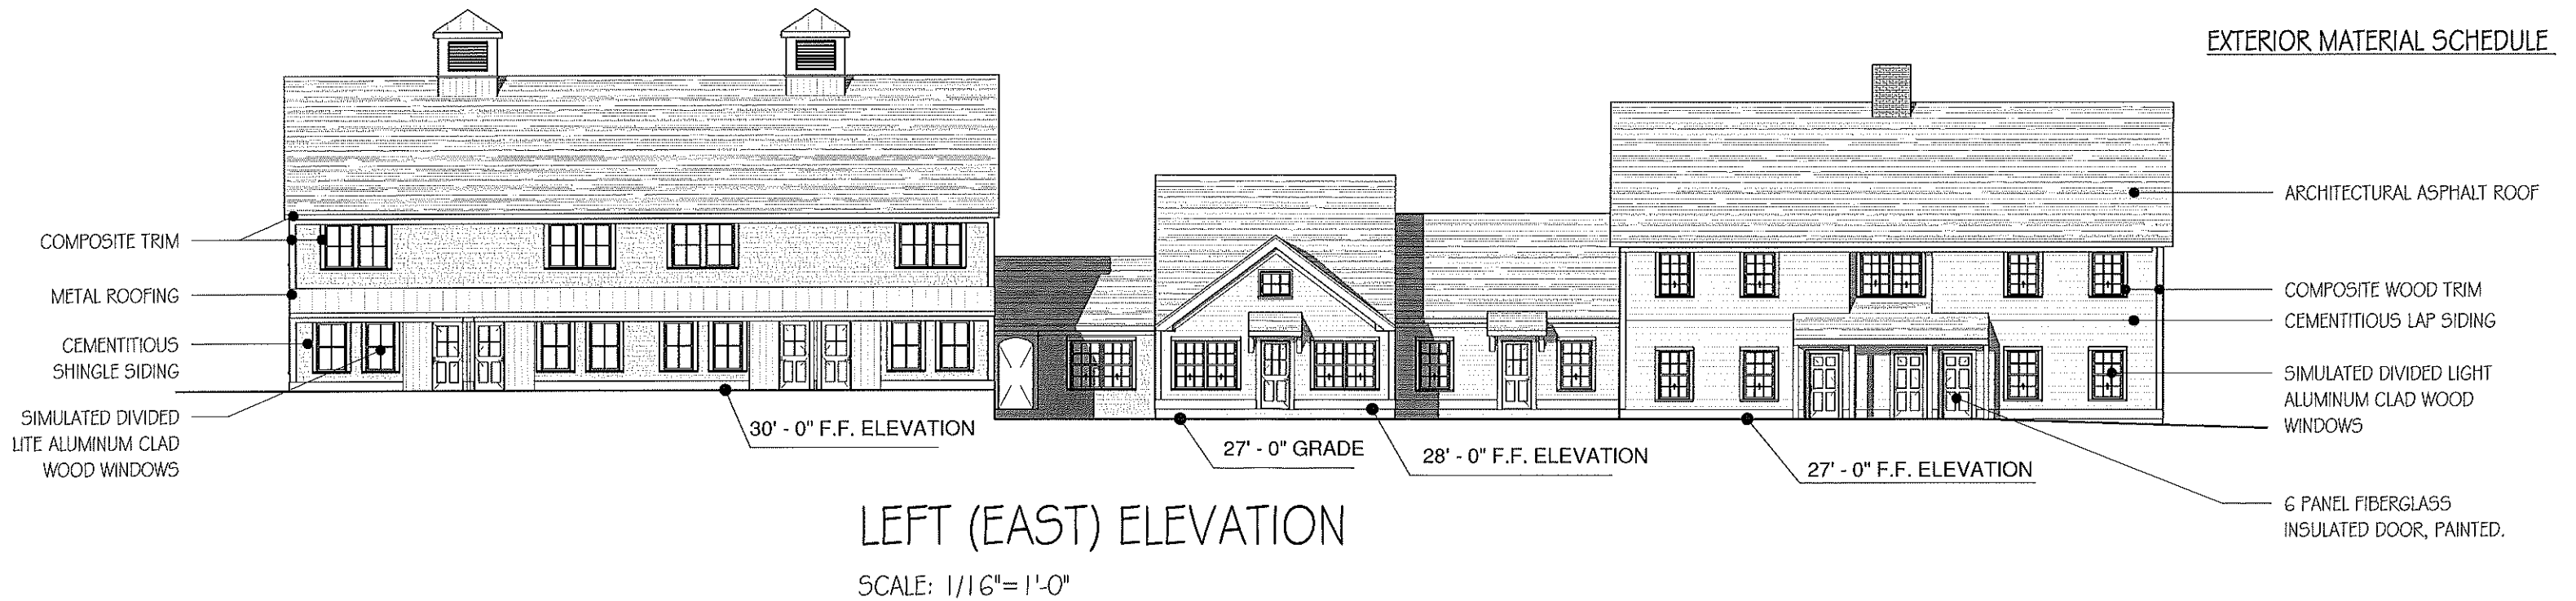 EXTERIOR MATERIAL SCHEDULE
COMPOSITE TRIM
METAL ROOFING
CEMENTITIOUS
SHINGLE SIDING
SIMULATED DIVIDED
LITE ALUMINUM CLAD
WOOD WINDOWS
30' - 0" F.F. ELEVATION
27' - 0" GRADE
28' - 0" F.F. ELEVATION
27' - 0" F.F. ELEVATION
ARCHITECTURAL ASPHALT ROOF
COMPOSITE WOOD TRIM
CEMENTITIOUS LAP SIDING
SIMULATED DIVIDED LIGHT
ALUMINUM CLAD WOOD
WINDOWS
6 PANEL FIBERGLASS
INSULATED DOOR, PAINTED.
LEFT (EAST) ELEVATION
SCALE: 1/16"=1'-0"